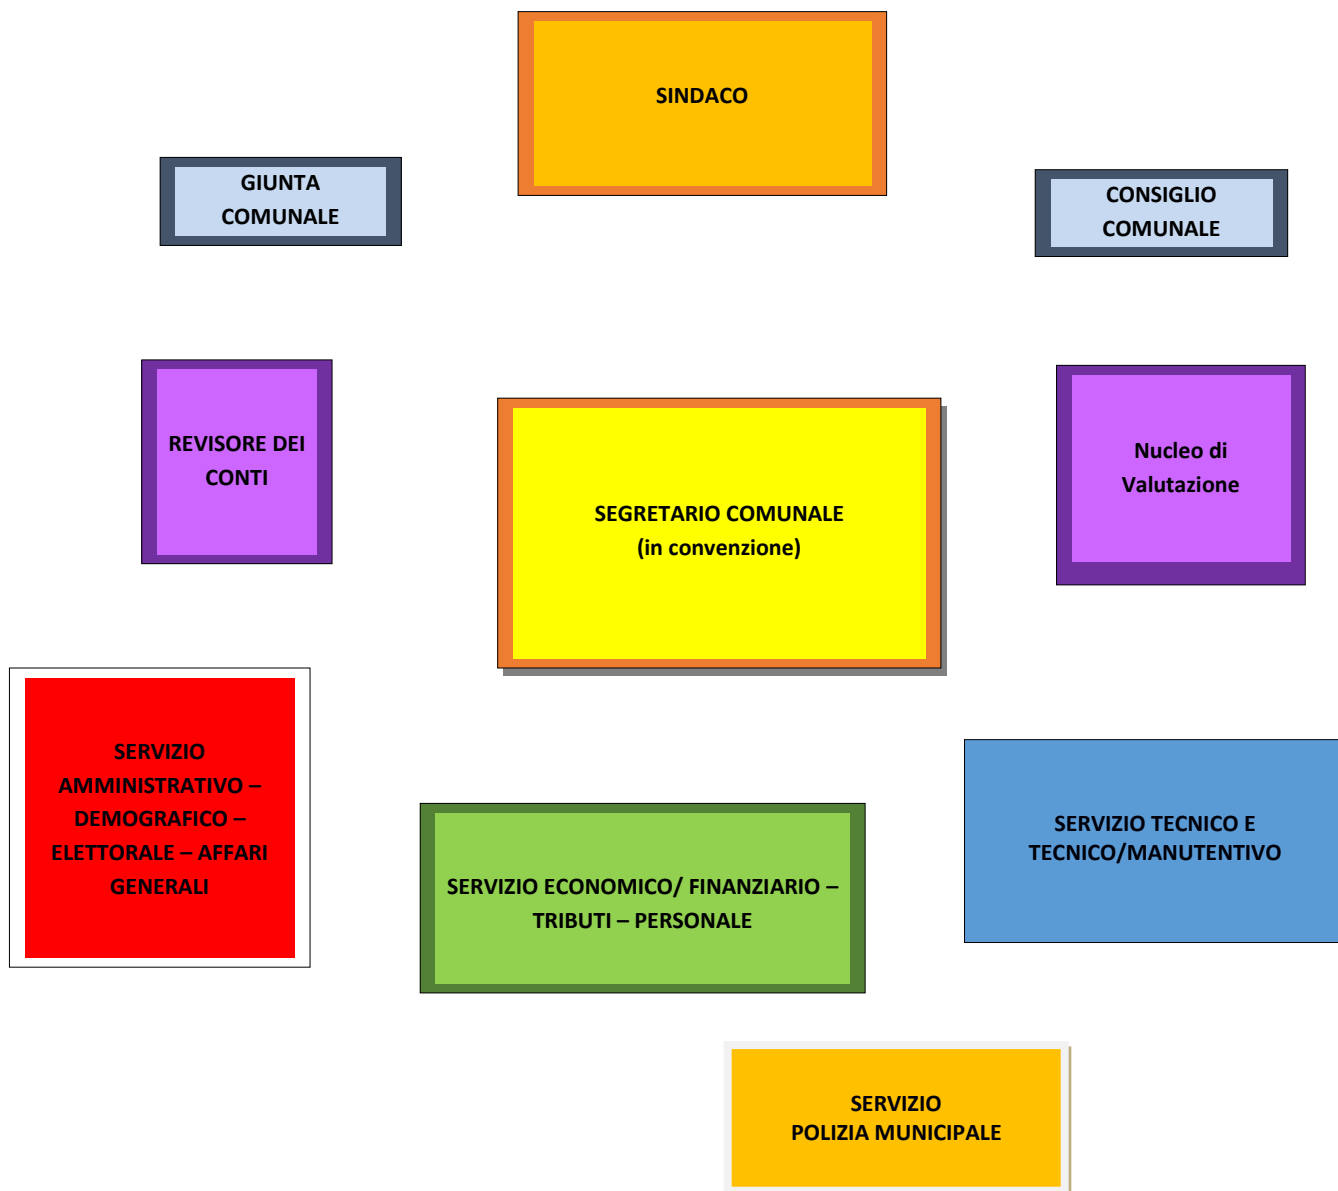 SINDACO
GIUNTA
COMUNALE
CONSIGLIO
COMUNALE
REVISORE DEI
CONTI
Nucleo di
Valutazione
SEGRETARIO COMUNALE
(in convenzione)
SERVIZIO
AMMINISTRATIVO –
DEMOGRAFICO –
ELETTORALE – AFFARI
GENERALI
SERVIZIO TECNICO E
TECNICO/MANUTENTIVO
SERVIZIO ECONOMICO/ FINANZIARIO –
TRIBUTI – PERSONALE
SERVIZIO
POLIZIA MUNICIPALE